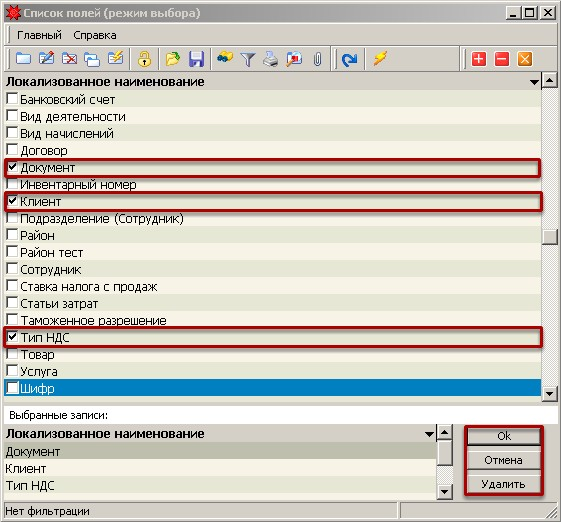 Список полей (режим выбора)
Главный Справка
Локализованное наименование
Банковский счет
Вид деятельности
Вид начислений
Договор
Документ
Инвентарный номер
Клиент
Подразделение (Сотрудник)
Район
Район тест
Сотрудник
Ставка налога с продаж
Статьи затрат
Таможенное разрешение
Тип НДС
Товар
Услуга
Шифр
Выбранные записи:
Локализованное наименование
Документ
Клиент
Тип НДС
Ok
Отмена
Удалить
Нет фильтрации